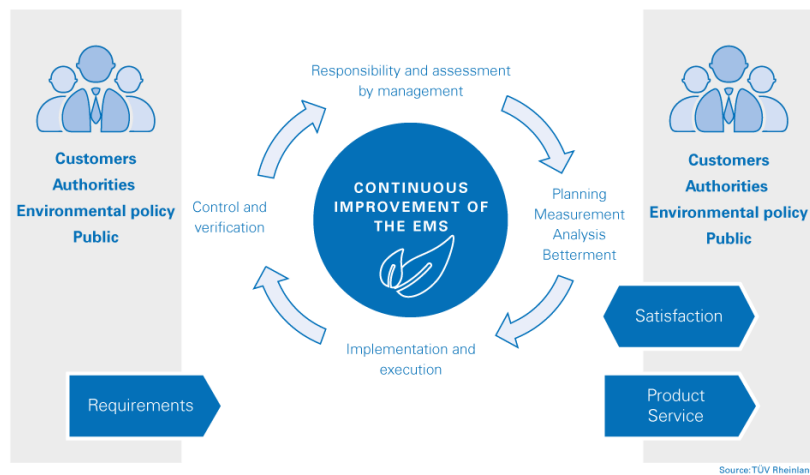 Customers
Authorities
Environmental policy
Public
Requirements
Responsibility and assessment
by management
Control and
verification
CONTINUOUS
IMPROVEMENT OF
THE EMS
Planning
Measurement
Analysis
Betterment
Implementation and
execution
Customers
Authorities
Environmental policy
Public
Satisfaction
Product
Service
Source: TÜV Rheinlan